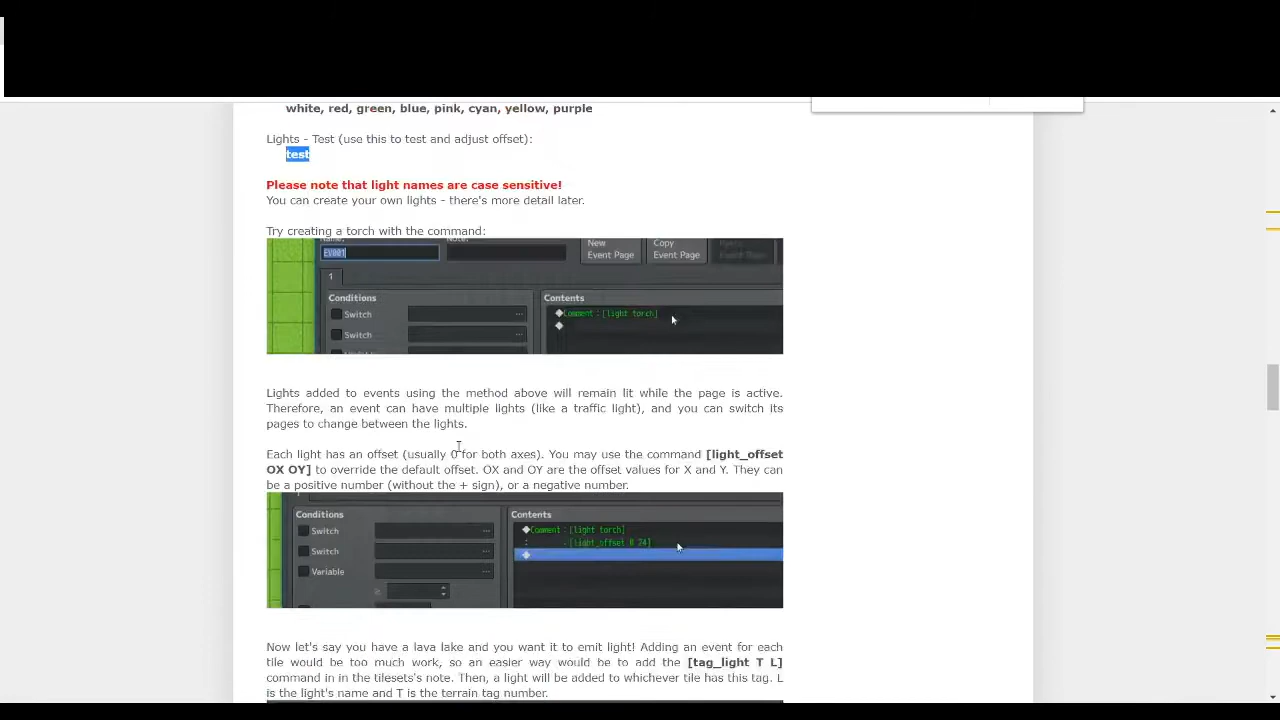 white, red, green, blue, pink, cyan, yellow, purple
Lights - Test (use this to test and adjust offset):
test
Please note that light names are case sensitive!
You can create your own lights - there's more detail later.
Try creating a torch with the command:
Name: Note:
EV001
New
Event Page
Copy
Event Page
Event Page
1
Conditions
Switch
Switch
Contents
◆Comment：[light torch]
◆
Lights added to events using the method above will remain lit while the page is active.
Therefore, an event can have multiple lights (like a traffic light), and you can switch its
pages to change between the lights.
Each light has an offset (usually 0 for both axes). You may use the command [light_offset
OX OY] to override the default offset. OX and OY are the offset values for X and Y. They can
be a positive number (without the + sign), or a negative number.
Conditions
Switch
Switch
Variable
≥
Contents
◆Comment：[light torch]
: :[light_offset 0 24]
◆
Now let's say you have a lava lake and you want it to emit light! Adding an event for each
tile would be too much work, so an easier way would be to add the [tag_light T L]
command in in the tilesets's note. Then, a light will be added to whichever tile has this tag. L
is the light's name and T is the terrain tag number.